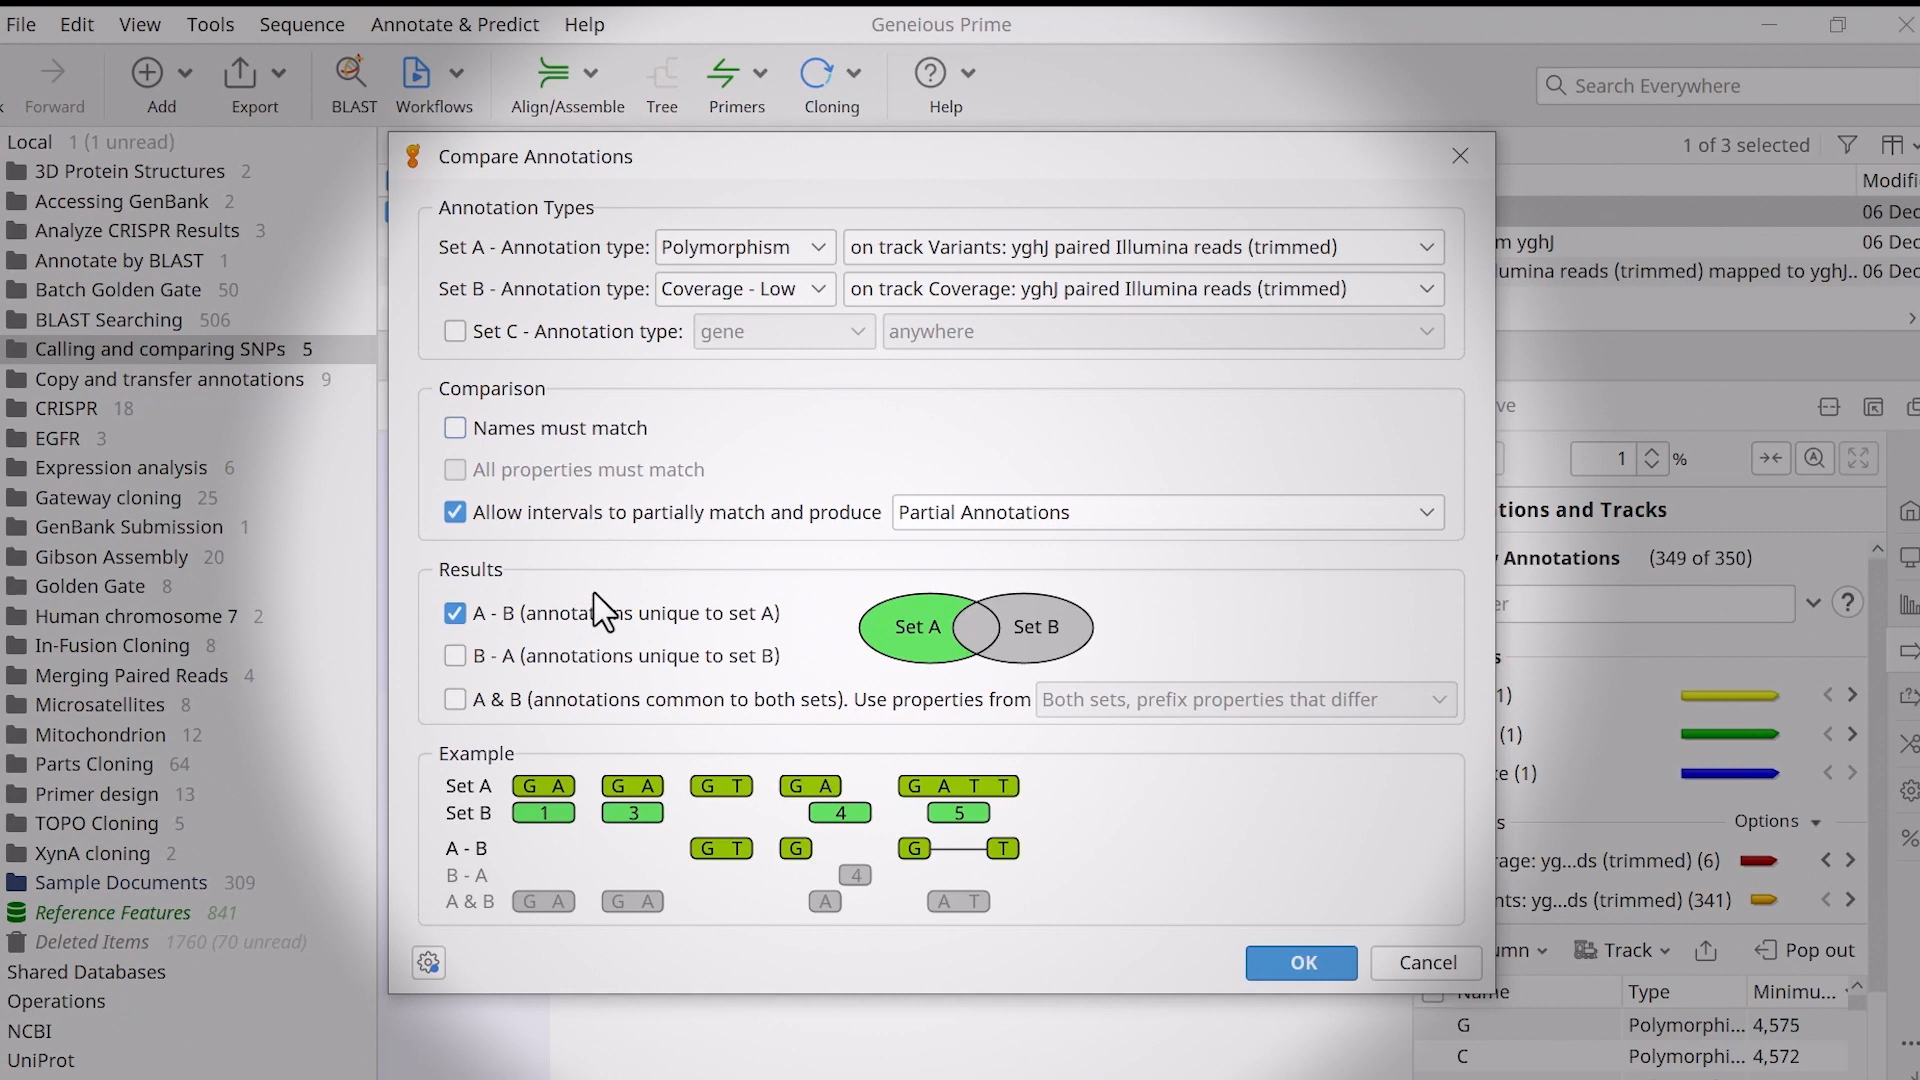 File Edit View Tools Sequence Annotate & Predict Help Geneious Prime
Forward Add Export BLAST Workflows Align/Assemble Tree Primers Cloning Help Search Everywhere
Local 1 (1 unread)
3D Protein Structures 2
Accessing GenBank 2
Analyze CRISPR Results 3
Annotate by BLAST 1
Batch Golden Gate 50
BLAST Searching 506
Calling and comparing SNPs 5
Copy and transfer annotations 9
CRISPR 18
EGFR 3
Expression analysis 6
Gateway cloning 25
GenBank Submission 1
Gibson Assembly 20
Golden Gate 8
Human chromosome 7 2
In-Fusion Cloning 8
Merging Paired Reads 4
Microsatellites 8
Mitochondrion 12
Parts Cloning 64
Primer design 13
TOPO Cloning 5
XynA cloning 2
Sample Documents 309
Reference Features 841
Deleted Items 1760 (70 unread)
Shared Databases
Operations
NCBI
UniProt
Compare Annotations
Annotation Types
Set A - Annotation type: Polymorphism on track Variants: yghJ paired Illumina reads (trimmed)
Set B - Annotation type: Coverage - Low on track Coverage: yghJ paired Illumina reads (trimmed)
Set C - Annotation type: gene anywhere
Comparison
Names must match
All properties must match
Allow intervals to partially match and produce Partial Annotations
Results
A - B (annotations unique to set A)
B - A (annotations unique to set B)
A & B (annotations common to both sets). Use properties from Both sets, prefix properties that differ
Set A Set B
Example
Set A G A G A G T G A G A T T
Set B 1 3 4 5
A - B G T G G T
B - A 4
A & B G A G A A A T
OK Cancel
1 of 3 selected
Modifi
06 Dec
m yghJ 06 Dec
umina reads (trimmed) mapped to yghJ.. 06 Dec
ve
1 %
tions and Tracks
Annotations (349 of 350)
er ?
s
1)
(1)
e (1)
s Options
rage: yg...ds (trimmed) (6)
nts: yg...ds (trimmed) (341)
mn Track Pop out
Name Type Minimu...
G Polymorphi... 4,575
C Polymorphi... 4,572